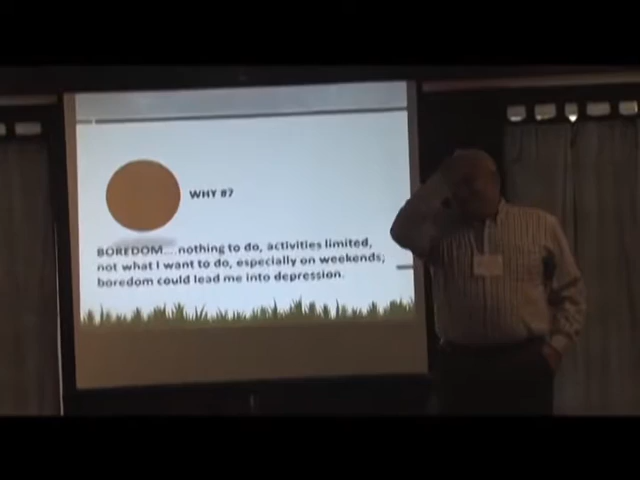 WHY 8?
BOREDOM....nothing to do, activities limited,
not what I want to do, especially on weekends;
boredom could lead me into depression.